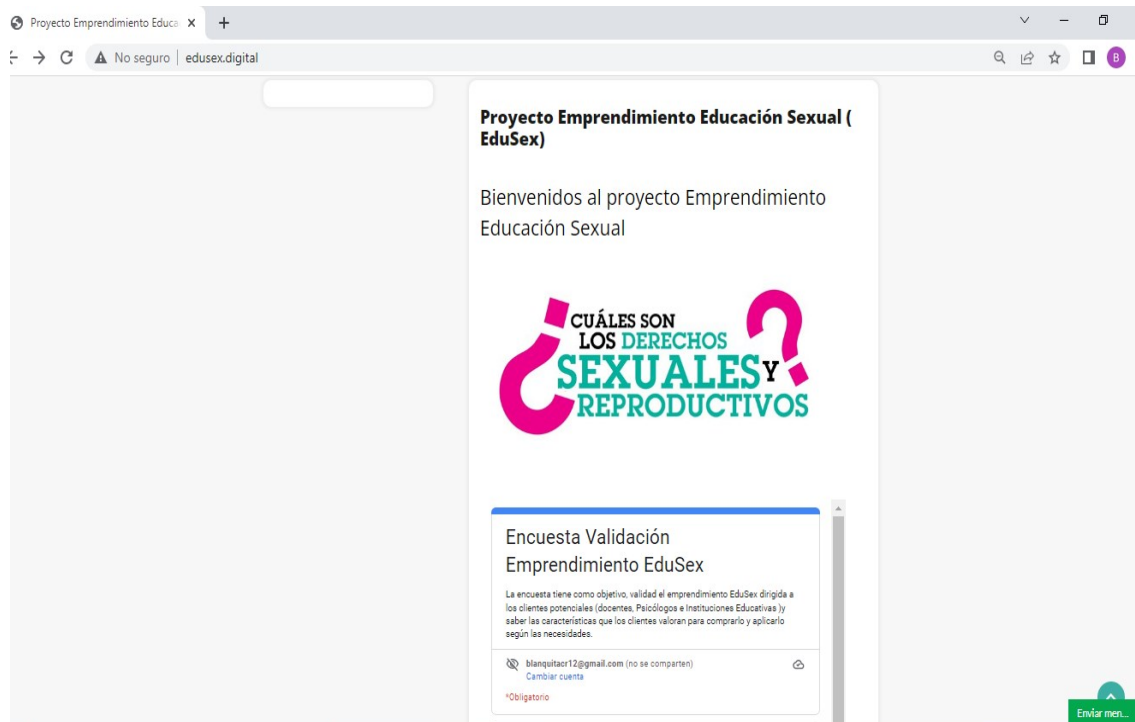 Proyecto Emprendimiento Educa
No seguro | edusex.digital
B
Proyecto Emprendimiento Educación Sexual (
EduSex)
Bienvenidos al proyecto Emprendimiento
Educación Sexual
¿CUÁLES SON
LOS DERECHOS
SEXUALES Y
REPRODUCTIVOS?
Encuesta Validación
Emprendimiento EduSex
La encuesta tiene como objetivo, validad el emprendimiento EduSex dirigida a
los clientes potenciales (docentes, Psicólogos e Instituciones Educativas )y
saber las características que los clientes valoran para comprarlo y aplicarlo
según las necesidades.
blanquitacr12@gmail.com (no se comparten)
Cambiar cuenta
*Obligatorio
Enviar men...